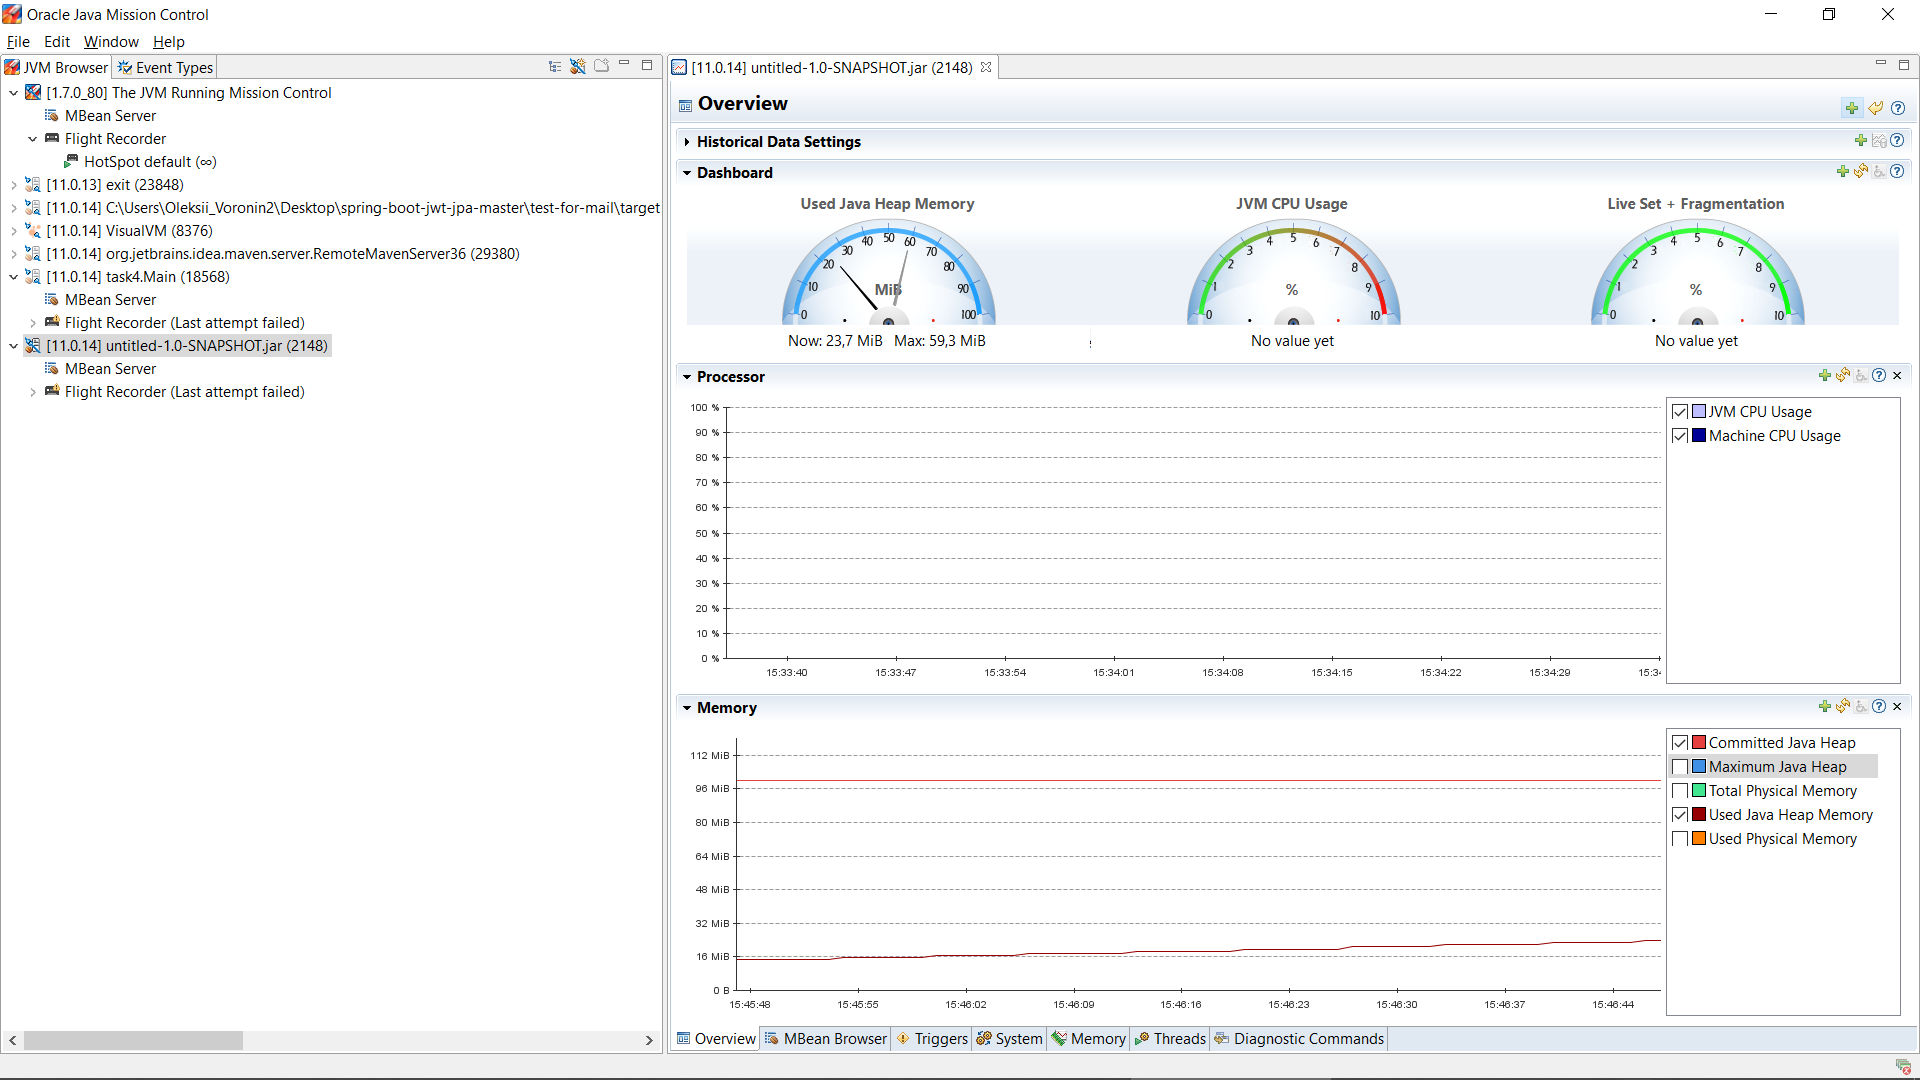 Oracle Java Mission Control
File Edit Window Help
JVM Browser Event Types
[1.7.0_80] The JVM Running Mission Control
MBean Server
Flight Recorder
HotSpot default (∞)
[11.0.13] exit (23848)
[11.0.14] C:\Users\Oleksii_Voronin2\Desktop\spring-boot-jwt-jpa-master\test-for-mail\target
[11.0.14] VisualVM (8376)
[11.0.14] org.jetbrains.idea.maven.server.RemoteMavenServer36 (29380)
[11.0.14] task4.Main (18568)
MBean Server
Flight Recorder (Last attempt failed)
[11.0.14] untitled-1.0-SNAPSHOT.jar (2148)
MBean Server
Flight Recorder (Last attempt failed)
[11.0.14] untitled-1.0-SNAPSHOT.jar (2148)
Overview
Historical Data Settings
Dashboard
Used Java Heap Memory
0 10 20 30 40 50 60 70 80 90 100
MiB
Now: 23,7 MiB Max: 59,3 MiB
JVM CPU Usage
0 1 2 3 4 5 6 7 8 9 10
%
No value yet
Live Set + Fragmentation
0 1 2 3 4 5 6 7 8 9 10
%
No value yet
Processor
100 %
90 %
80 %
70 %
60 %
50 %
40 %
30 %
20 %
10 %
0 %
15:33:40 15:33:47 15:33:54 15:34:01 15:34:08 15:34:15 15:34:22 15:34:29 15:34
JVM CPU Usage
Machine CPU Usage
Memory
112 MiB
96 MiB
80 MiB
64 MiB
48 MiB
32 MiB
16 MiB
0 B
15:45:48 15:45:55 15:46:02 15:46:09 15:46:16 15:46:23 15:46:30 15:46:37 15:46:44
Committed Java Heap
Maximum Java Heap
Total Physical Memory
Used Java Heap Memory
Used Physical Memory
Overview MBean Browser Triggers System Memory Threads Diagnostic Commands